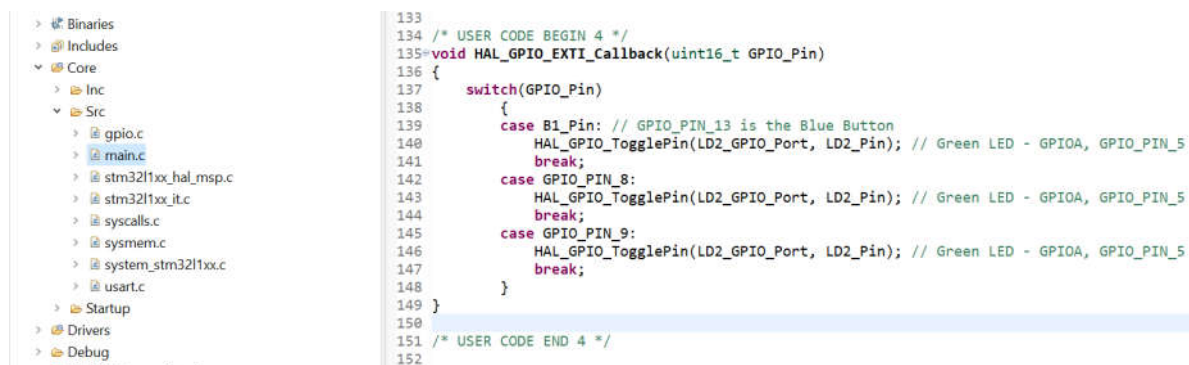 Binaries
Includes
Core
Inc
Src
gpio.c
main.c
stm32l1xx_hal_msp.c
stm32l1xx_it.c
syscalls.c
sysmem.c
system_stm32l1xx.c
usart.c
Startup
Drivers
Debug
133
134 /* USER CODE BEGIN 4 */
135 void HAL_GPIO_EXTI_Callback(uint16_t GPIO_Pin)
136 {
137 switch(GPIO_Pin)
138 {
139 case B1_Pin: // GPIO_PIN_13 is the Blue Button
140 HAL_GPIO_TogglePin(LD2_GPIO_Port, LD2_Pin); // Green LED - GPIOA, GPIO_PIN_5
141 break;
142 case GPIO_PIN_8:
143 HAL_GPIO_TogglePin(LD2_GPIO_Port, LD2_Pin); // Green LED - GPIOA, GPIO_PIN_5
144 break;
145 case GPIO_PIN_9:
146 HAL_GPIO_TogglePin(LD2_GPIO_Port, LD2_Pin); // Green LED - GPIOA, GPIO_PIN_5
147 break;
148 }
149 }
150
151 /* USER CODE END 4 */
152